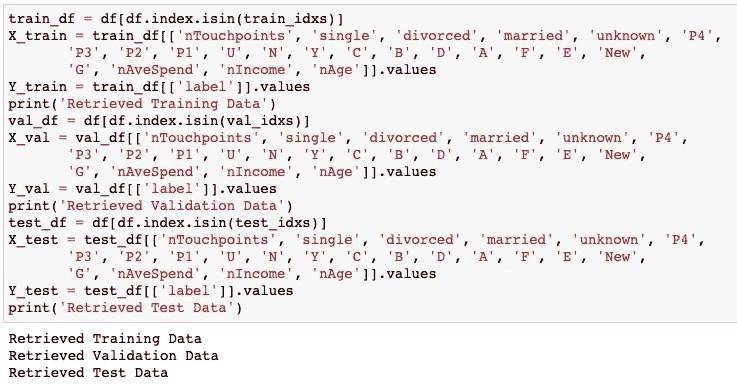 train_df = df[df.index.isin(train_idxs)]
X_train = train_df[['nTouchpoints', 'single', 'divorced', 'married', 'unknown', 'P4',
'P3', 'P2', 'P1', 'U', 'N', 'Y', 'C', 'B', 'D', 'A', 'F', 'E', 'New',
'G', 'nAveSpend', 'nIncome', 'nAge']].values
Y_train = train_df[['label']].values
print('Retrieved Training Data')
val_df = df[df.index.isin(val_idxs)]
X_val = val_df[['nTouchpoints', 'single', 'divorced', 'married', 'unknown', 'P4',
'P3', 'P2', 'P1', 'U', 'N', 'Y', 'C', 'B', 'D', 'A', 'F', 'E', 'New',
'G', 'nAveSpend', 'nIncome', 'nAge']].values
Y_val = val_df[['label']].values
print('Retrieved Validation Data')
test_df = df[df.index.isin(test_idxs)]
X_test = test_df[['nTouchpoints', 'single', 'divorced', 'married', 'unknown', 'P4',
'P3', 'P2', 'P1', 'U', 'N', 'Y', 'C', 'B', 'D', 'A', 'F', 'E', 'New',
'G', 'nAveSpend', 'nIncome', 'nAge']].values
Y_test = test_df[['label']].values
print('Retrieved Test Data')
Retrieved Training Data
Retrieved Validation Data
Retrieved Test Data